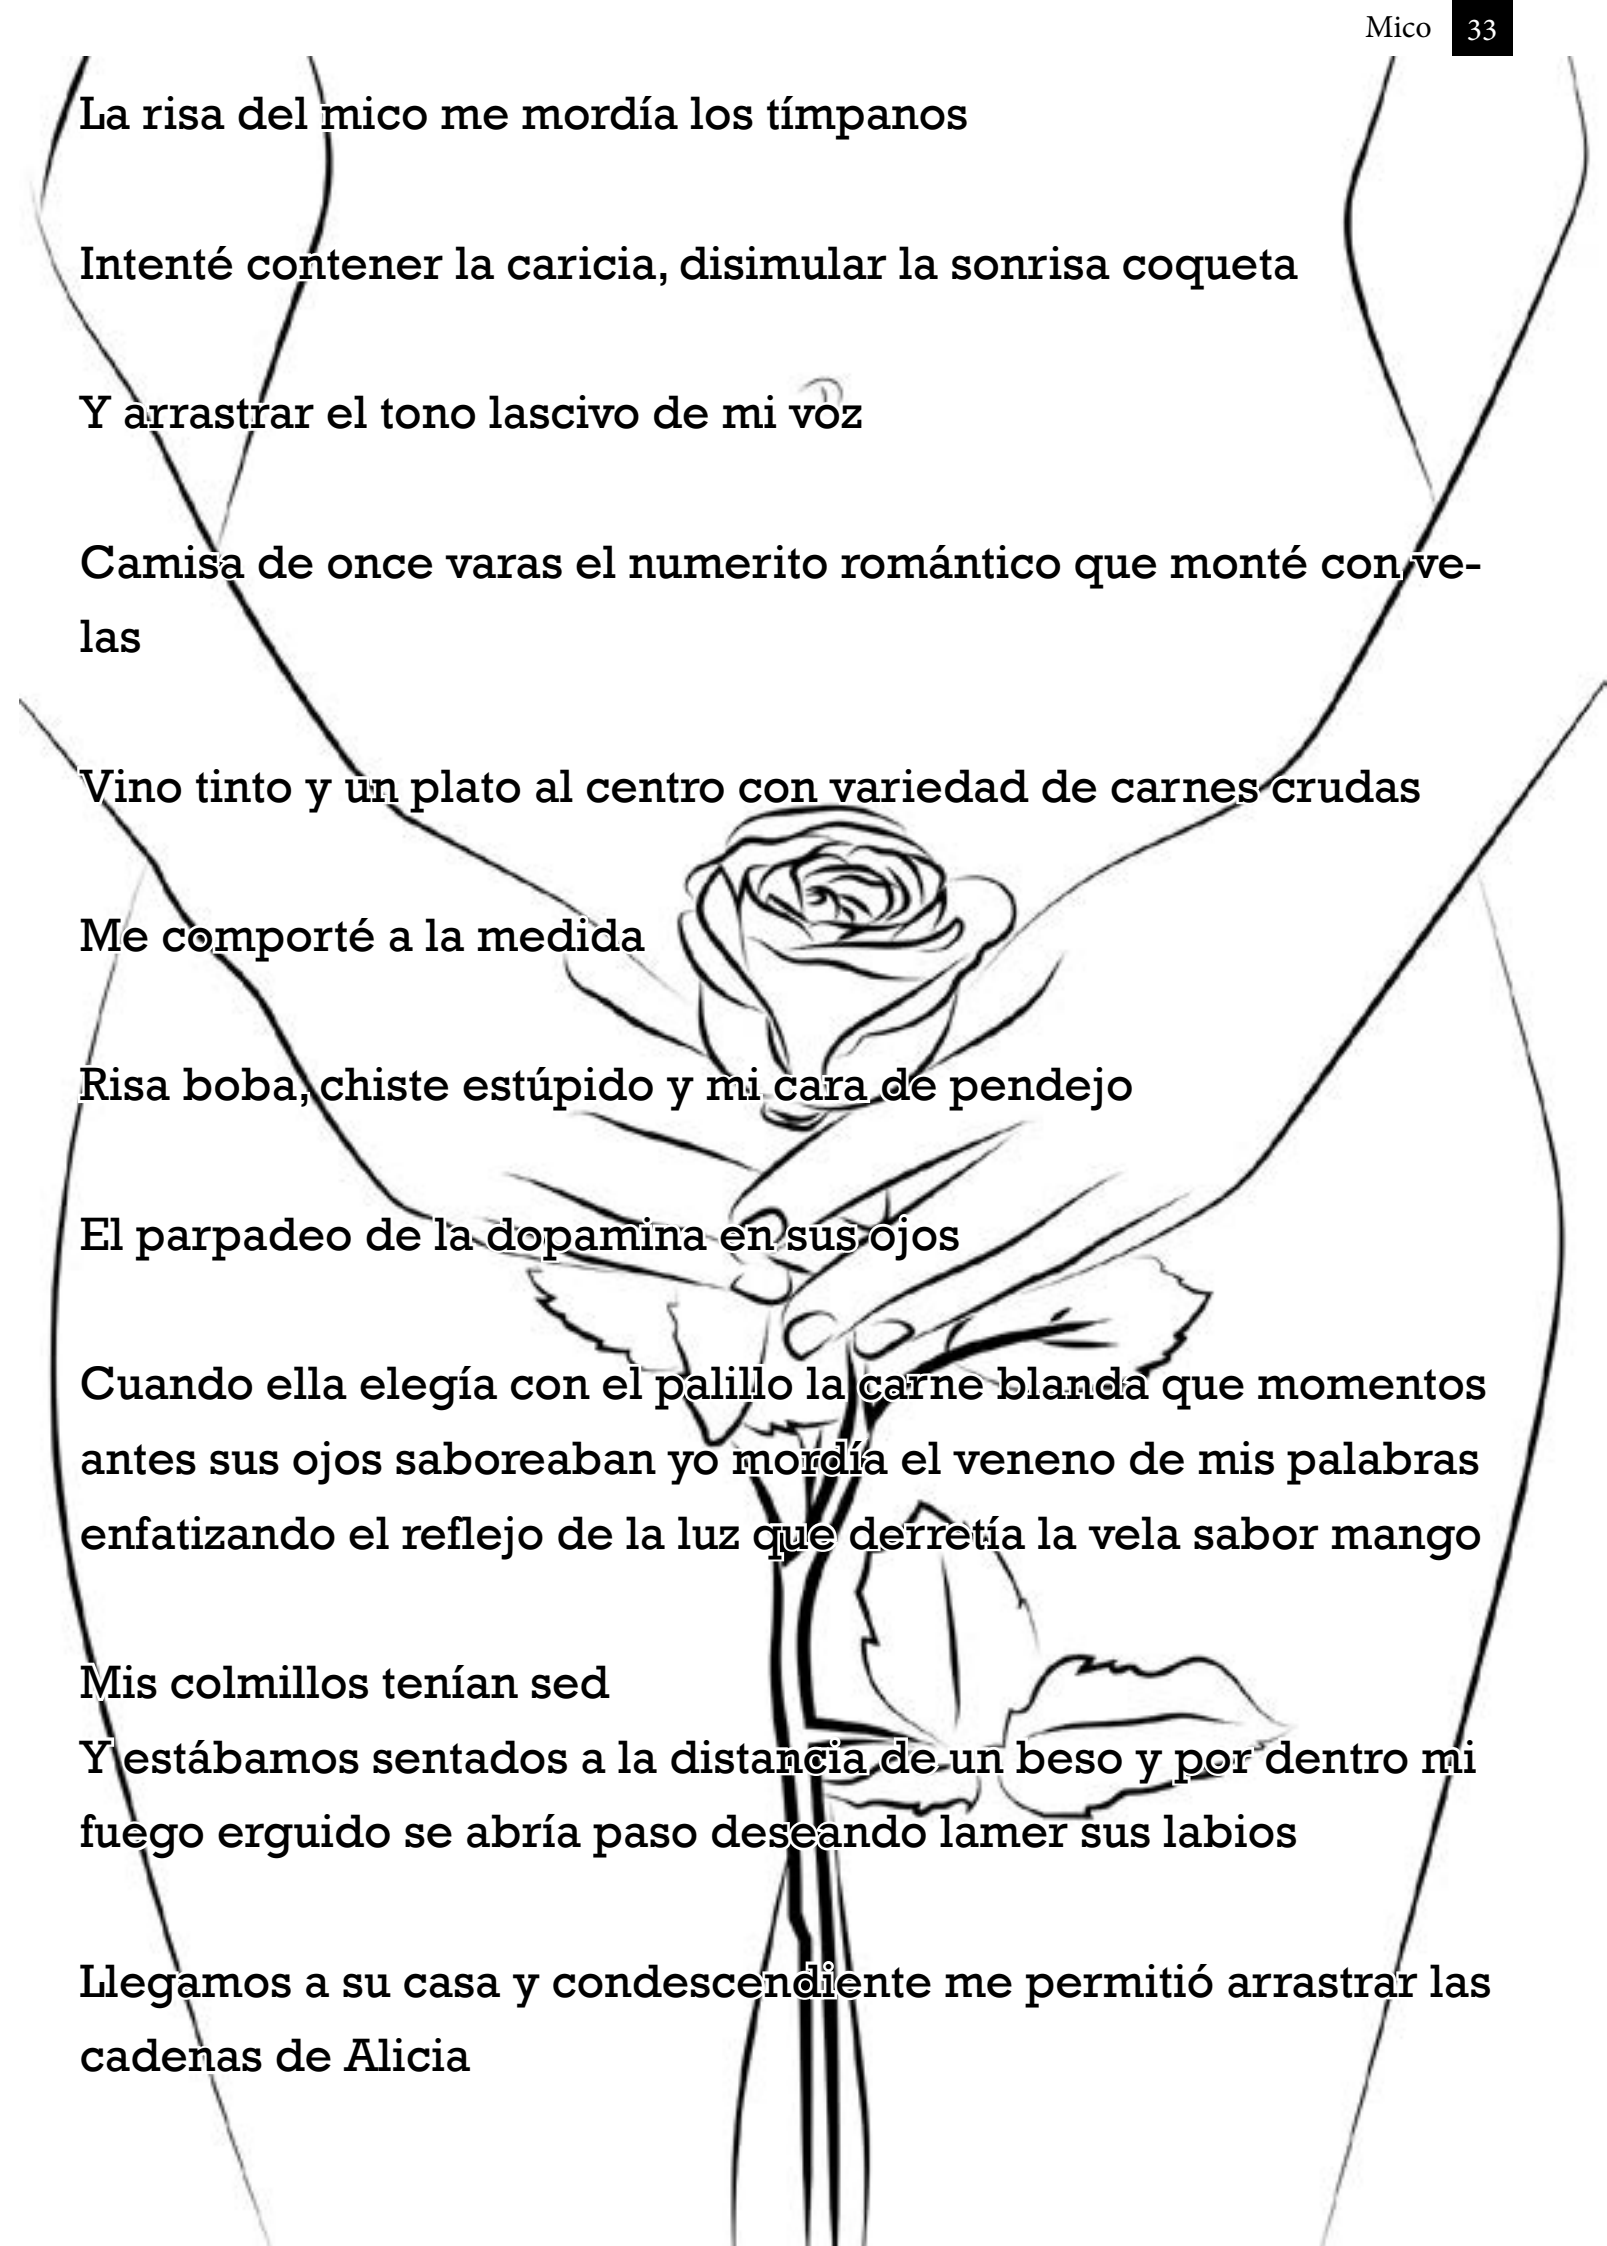 Mico 33
La risa del mico me mordía los tímpanos
Intenté contener la caricia, disimular la sonrisa coqueta
Y arrastrar el tono lascivo de mi voz
Camisa de once varas el numerito romántico que monté con ve-
las
Vino tinto y un plato al centro con variedad de carnes crudas
Me comporté a la medida
Risa boba, chiste estúpido y mi cara de pendejo
El parpadeo de la dopamina en sus ojos
Cuando ella elegía con el palillo la carne blanda que momentos
antes sus ojos saboreaban yo mordía el veneno de mis palabras
enfatizando el reflejo de la luz que derretía la vela sabor mango
Mis colmillos tenían sed
Y estábamos sentados a la distancia de un beso y por dentro mi
fuego erguido se abría paso deseando lamer sus labios
Llegamos a su casa y condescendiente me permitió arrastrar las
cadenas de Alicia